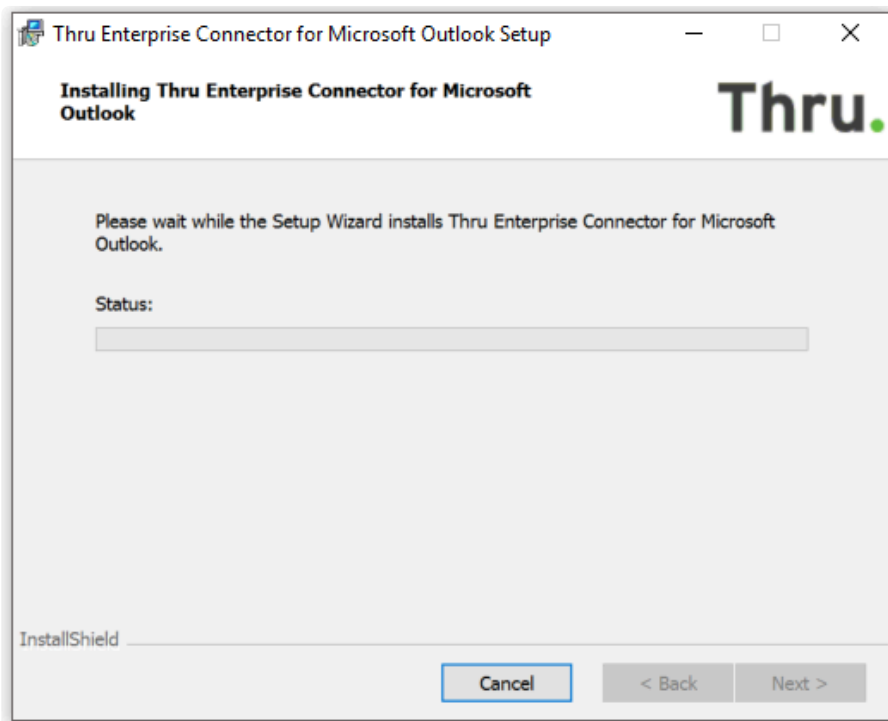 Thru Enterprise Connector for Microsoft Outlook Setup
Installing Thru Enterprise Connector for Microsoft
Outlook
Thru.
Please wait while the Setup Wizard installs Thru Enterprise Connector for Microsoft
Outlook.
Status:
InstallShield
Cancel
< Back
Next >